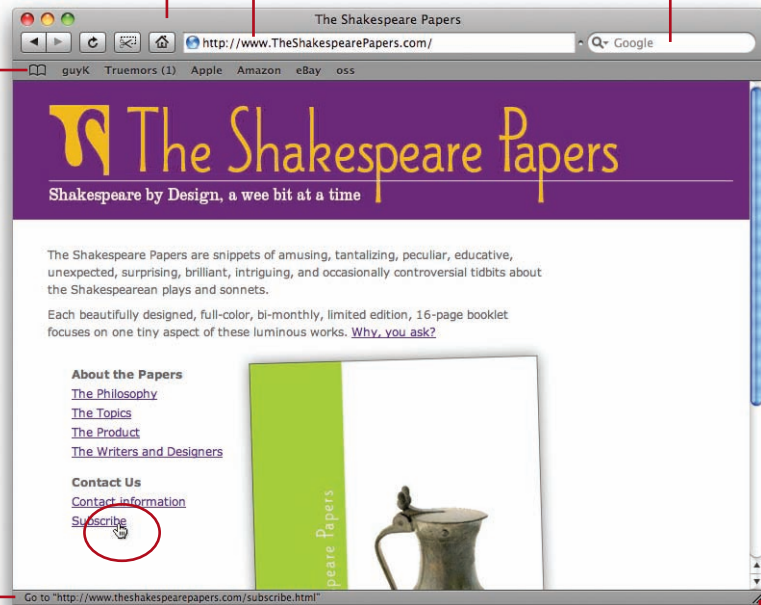 The Shakespeare Papers
http://www.TheShakespearePapers.com/
Google
guyK Truemors (1) Apple Amazon eBay oss
The Shakespeare Papers
Shakespeare by Design, a wee bit at a time
The Shakespeare Papers are snippets of amusing, tantalizing, peculiar, educative,
unexpected, surprising, brilliant, intriguing, and occasionally controversial tidbits about
the Shakespearean plays and sonnets.
Each beautifully designed, full-color, bi-monthly, limited edition, 16-page booklet
focuses on one tiny aspect of these luminous works. Why, you ask?
About the Papers
The Philosophy
The Topics
The Product
The Writers and Designers
Contact Us
Contact information
Subscribe
speare Papers
Go to "http://www.theshakespearepapers.com/subscribe.html"